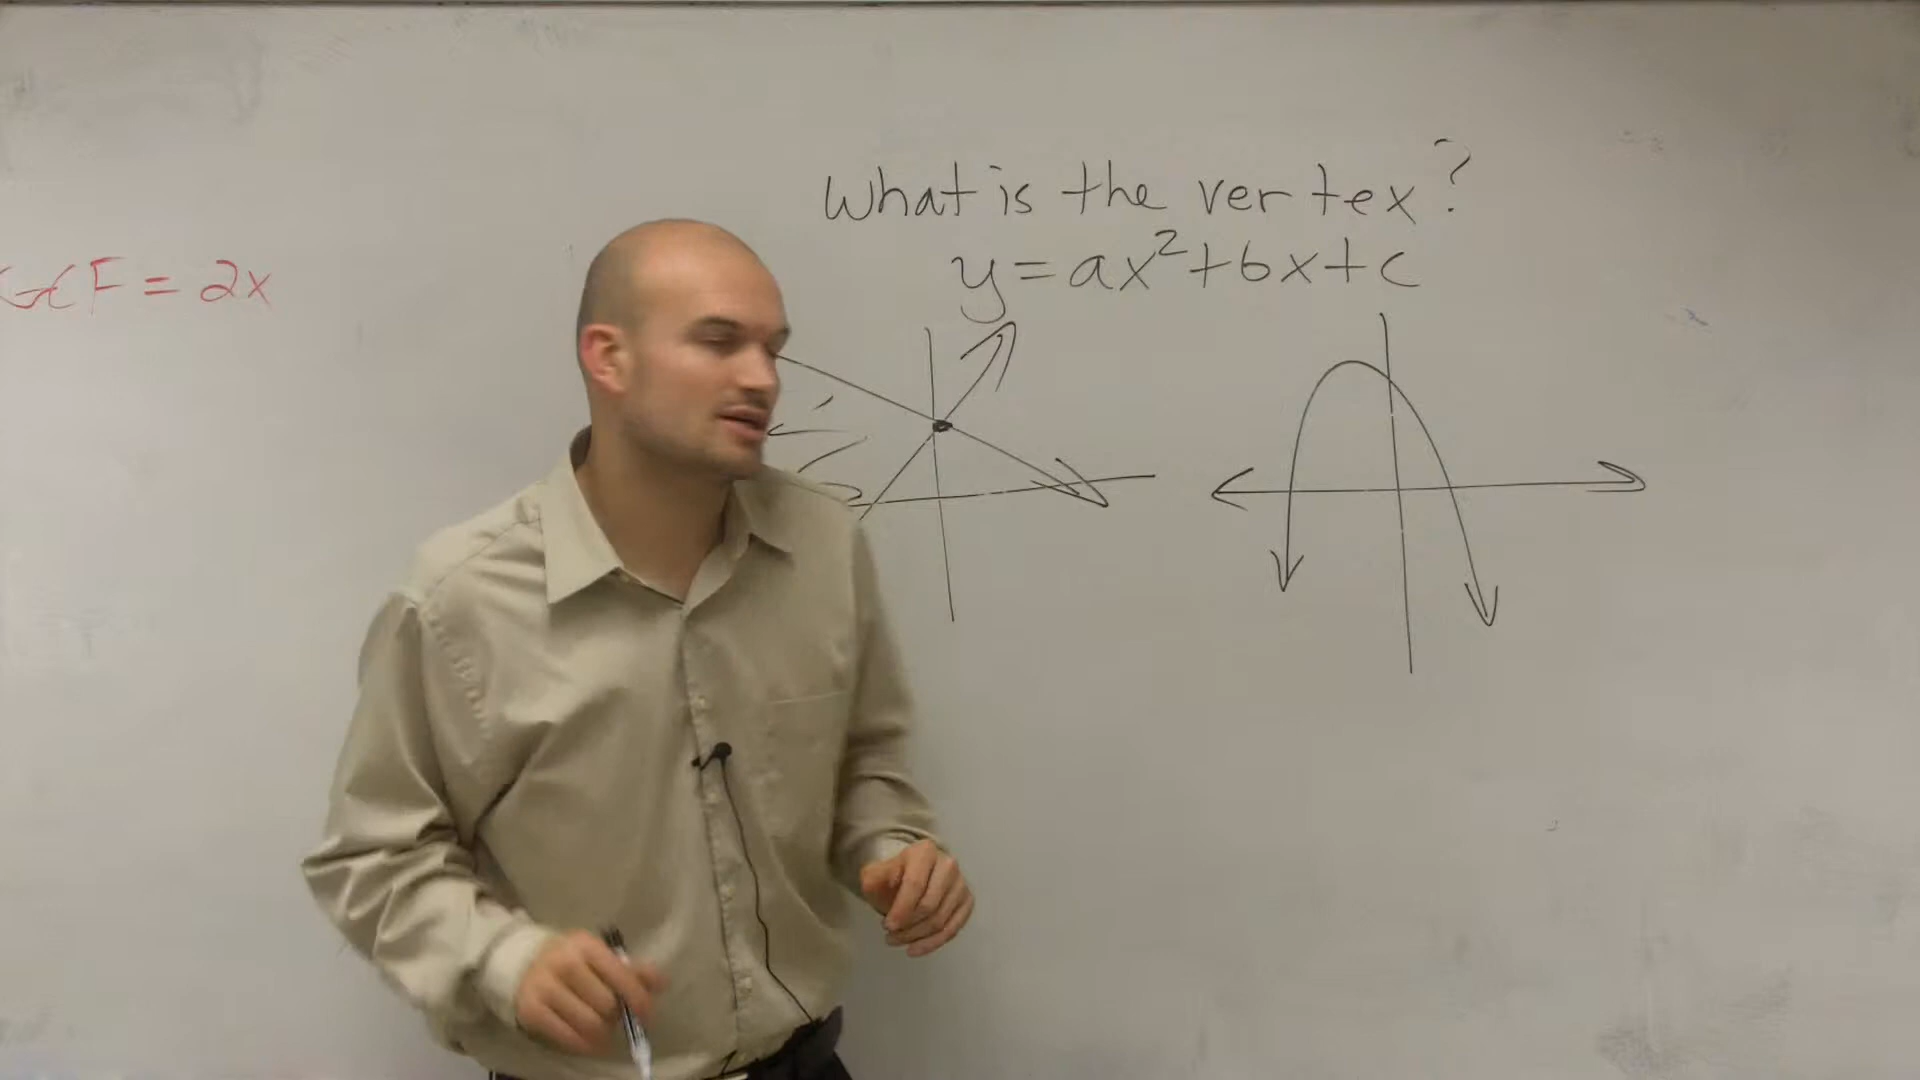 What is the vertex?
y = ax² + bx + c
GCF = 2x